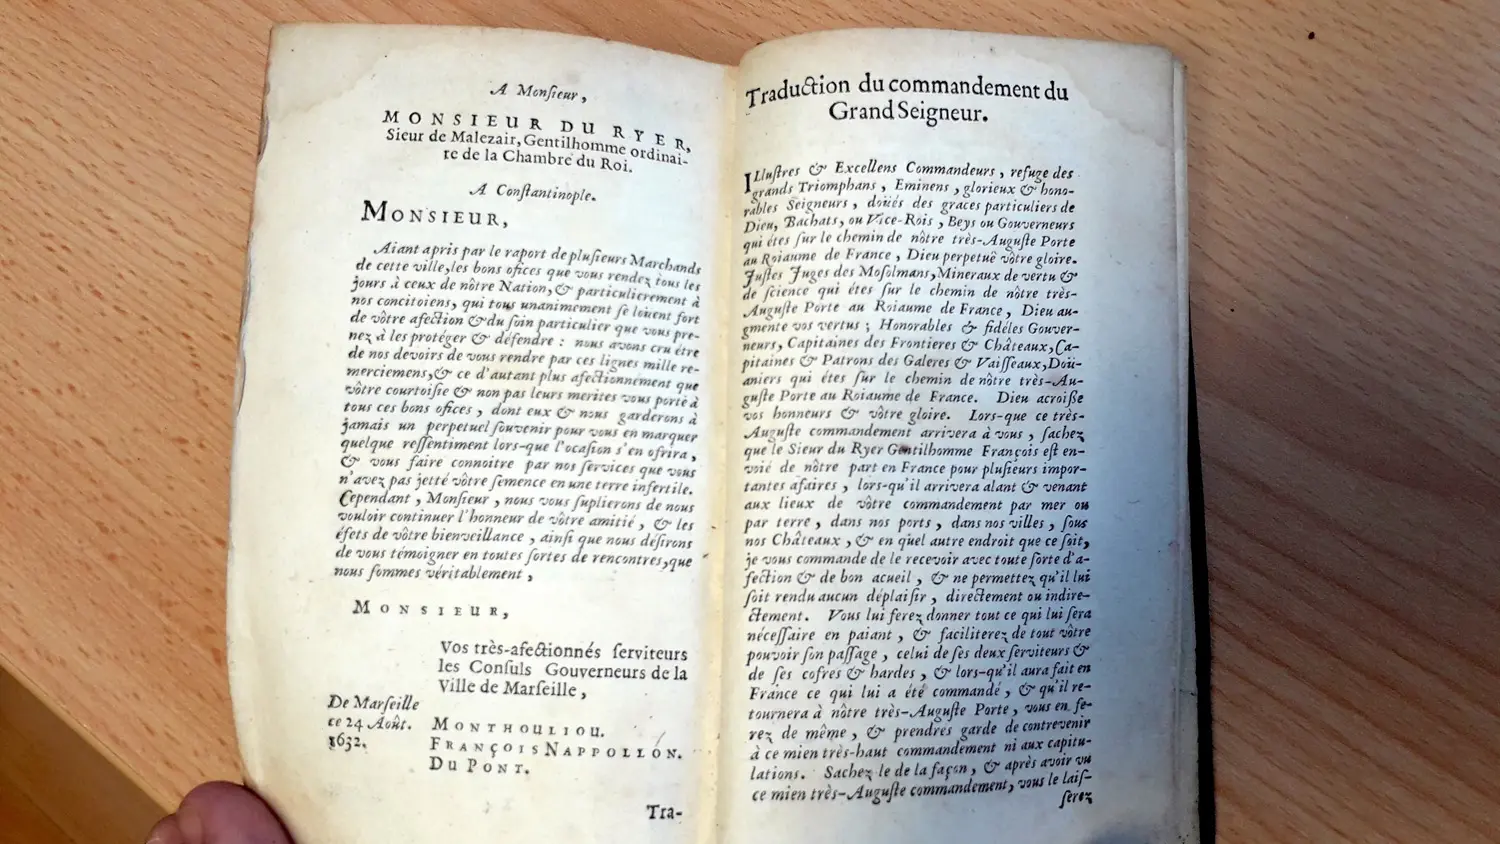 A Monſieur,
MONSIEUR DU RYER,
Sieur de Malezair, Gentilhomme ordinai-
re de la Chambre du Roi.
A Conſtantinople.
MONSIEUR,
Aiant apris par le raport de pluſieurs Marchands
de cette ville, les bons ofices que vous rendez tous les
jours à ceux de nôtre Nation, & particulierement à
nos concitoiens, qui tous unanimement ſe loüent fort
de vôtre afection & du ſoin particulier que vous pre-
nez à les protéger & défendre : nous avons cru étre
de nos devoirs de vous rendre par ces lignes mille re-
merciemens, & ce d'autant plus afectionnément que
vôtre courtoiſie & non pas leurs merites vous porte à
tous ces bons ofices, dont eux & nous garderons à
jamais un perpetuel ſouvenir pour vous en marquer
quelque reſſentiment lors-que l'ocaſion s'en ofrira,
& vous faire connoitre par nos ſervices que vous
n'avez pas jetté vôtre ſemence en une terre infertile.
Cependant, Monſieur, nous vous ſuplierons de nous
vouloir continuer l'honneur de vôtre amitié, & les
éfets de vôtre bienveillance, ainſi que nous déſirons
de vous témoigner en toutes ſortes de rencontres, que
nous ſommes véritablement,
MONSIEUR,
Vos très-afectionnés ſerviteurs
les Conſuls Gouverneurs de la
Ville de Marſeille,
De Marſeille
ce 24 Août.
1632.
MONTHOULIOU.
FRANÇOIS NAPPOLLON.
DU PONT.
Tra-
Traduction du commandement du
Grand Seigneur.
ILluſtres & Excellens Commandeurs, refuge des
grands Triomphans, Eminens, glorieux & hono-
rables Seigneurs, doüés des graces particuliers de
Dieu, Bachats, ou Vice-Rois, Beys ou Gouverneurs
qui étes ſur le chemin de nôtre très-Auguſte Porte
au Roiaume de France, Dieu perpetuë vôtre gloire.
Juſtes Juges des Moſolmans, Mineraux de vertu &
de ſcience qui étes ſur le chemin de nôtre très-
Auguſte Porte au Roiaume de France, Dieu au-
gmente vos vertus ; Honorables & fidéles Gouver-
neurs, Capitaines des Frontieres & Châteaux, Ca-
pitaines & Patrons des Galeres & Vaiſſeaux, Doüa-
niers qui étes ſur le chemin de nôtre très-Au-
guſte Porte au Roiaume de France. Dieu acroiſſe
vos honneurs & vôtre gloire. Lors-que ce très-
Auguſte commandement arrivera à vous, ſachez
que le Sieur du Ryer Gentilhomme François eſt en-
voié de nôtre part en France pour pluſieurs impor-
tantes afaires, lors-qu'il arrivera alant & venant
aux lieux de vôtre commandement par mer ou
par terre, dans nos ports, dans nos villes, ſous
nos Châteaux, & en quel autre endroit que ce ſoit,
je vous commande de le recevoir avec toute ſorte d'a-
fection & de bon acueil, & ne permettez qu'il lui
ſoit rendu aucun déplaiſir, directement ou indire-
ctement. Vous lui ferez donner tout ce qui lui ſera
néceſſaire en paiant, & faciliterez de tout vôtre
pouvoir ſon paſſage, celui de ſes deux ſerviteurs &
de ſes cofres & hardes, & lors-qu'il aura fait en
France ce qui lui a été commandé, & qu'il re-
tournera à nôtre très-Auguſte Porte, vous en fe-
rez de même, & prendres garde de contrevenir
à ce mien très-haut commandement ni aux capitu-
lations. Sachez le de la façon, & après avoir vu
ce mien très-Auguſte commandement, vous le laiſ-
ſerez